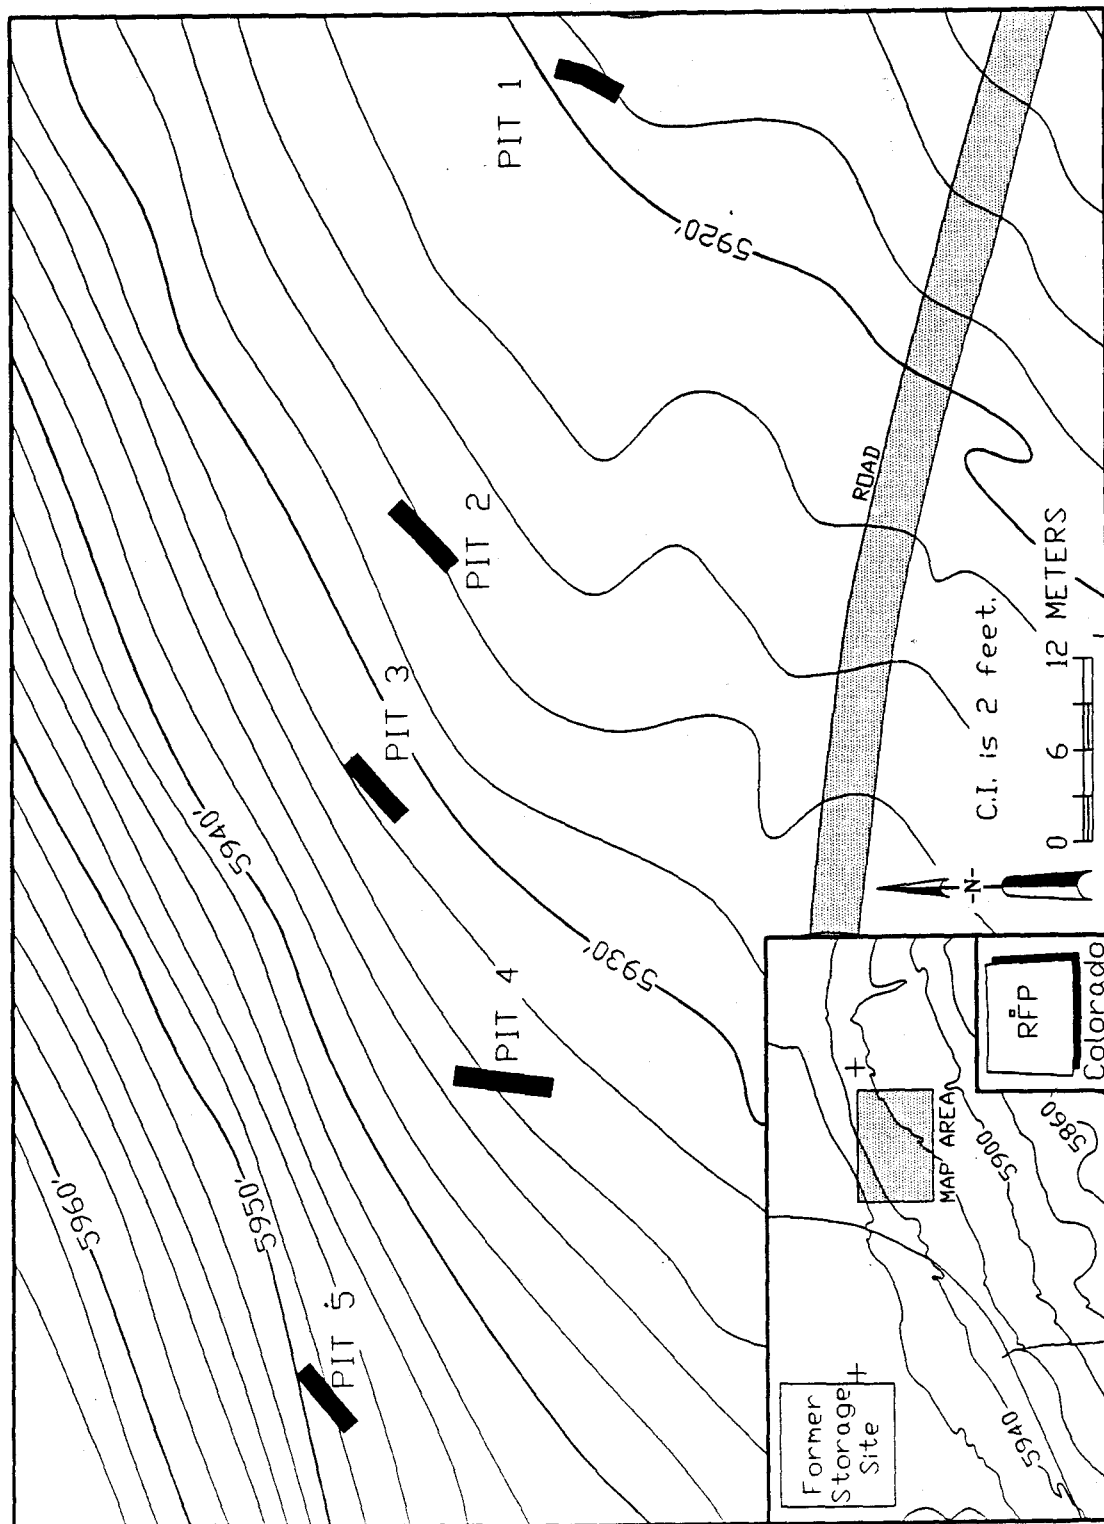 PIT 1
5920'
PIT 2
ROAD
PIT 3
5940'
5930'
PIT 4
5950'
5960'
PIT 5
C.I. is 2 feet.
0 6 12 METERS
-N-
RFP
Colorado
MAP AREA
5900
5860
5940
Former
Storage
Site